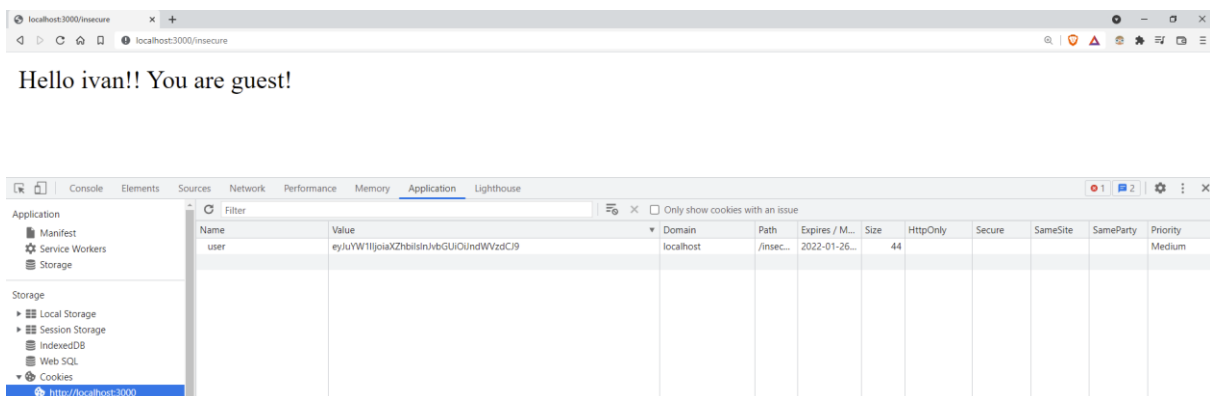 localhost:3000/insecure
localhost:3000/insecure
Hello ivan!! You are guest!
Console Elements Sources Network Performance Memory Application Lighthouse 1 2
Application
Manifest
Service Workers
Storage
Storage
Local Storage
Session Storage
IndexedDB
Web SQL
Cookies
http://localhost:3000
Filter Only show cookies with an issue
Name Value Domain Path Expires / M... Size HttpOnly Secure SameSite SameParty Priority
user eyJuYW1lIjoiaXZhbiIsInJvbGUiOiJndWVzdCJ9 localhost /insec... 2022-01-26... 44 Medium